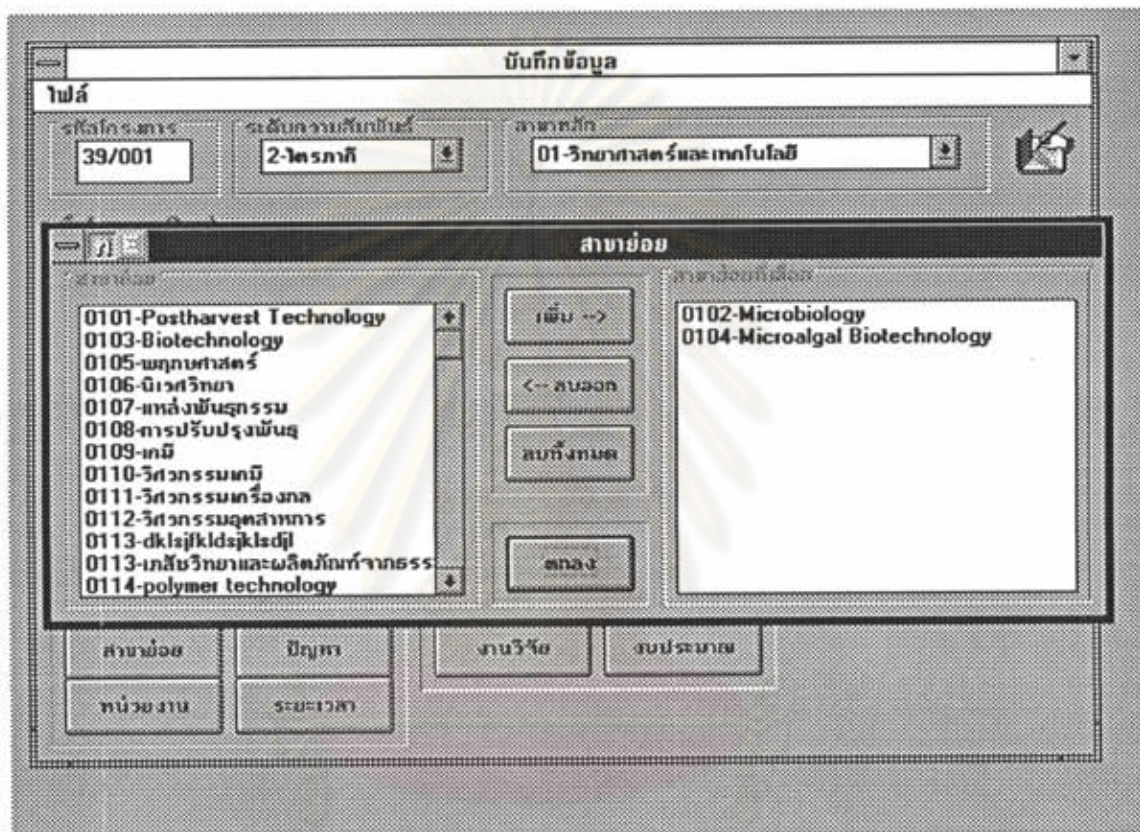 บันทึกข้อมูล
ไฟล์
รหัสโครงการ
ระดับความสัมพันธ์
สาขาหลัก
39/001
2-ไตรภาคี
01-วิทยาศาสตร์และเทคโนโลยี
สาขาย่อย
สาขาย่อย
0101-Postharvest Technology
0103-Biotechnology
0105-พฤกษศาสตร์
0106-นิเวศวิทยา
0107-แหล่งพันธุกรรม
0108-การปรับปรุงพันธุ์
0109-เคมี
0110-วิศวกรรมเคมี
0111-วิศวกรรมเครื่องกล
0112-วิศวกรรมอุตสาหการ
0113-dklsjfkldsjklsdjl
0113-เภสัชวิทยาและผลิตภัณฑ์จากธรร
0114-polymer technology
เพิ่ม -->
<-- ลบออก
ลบทั้งหมด
ตกลง
สาขาย่อยที่เลือก
0102-Microbiology
0104-Microalgal Biotechnology
สาขาย่อย
ปัญหา
งานวิจัย
งบประมาณ
หน่วยงาน
ระยะเวลา